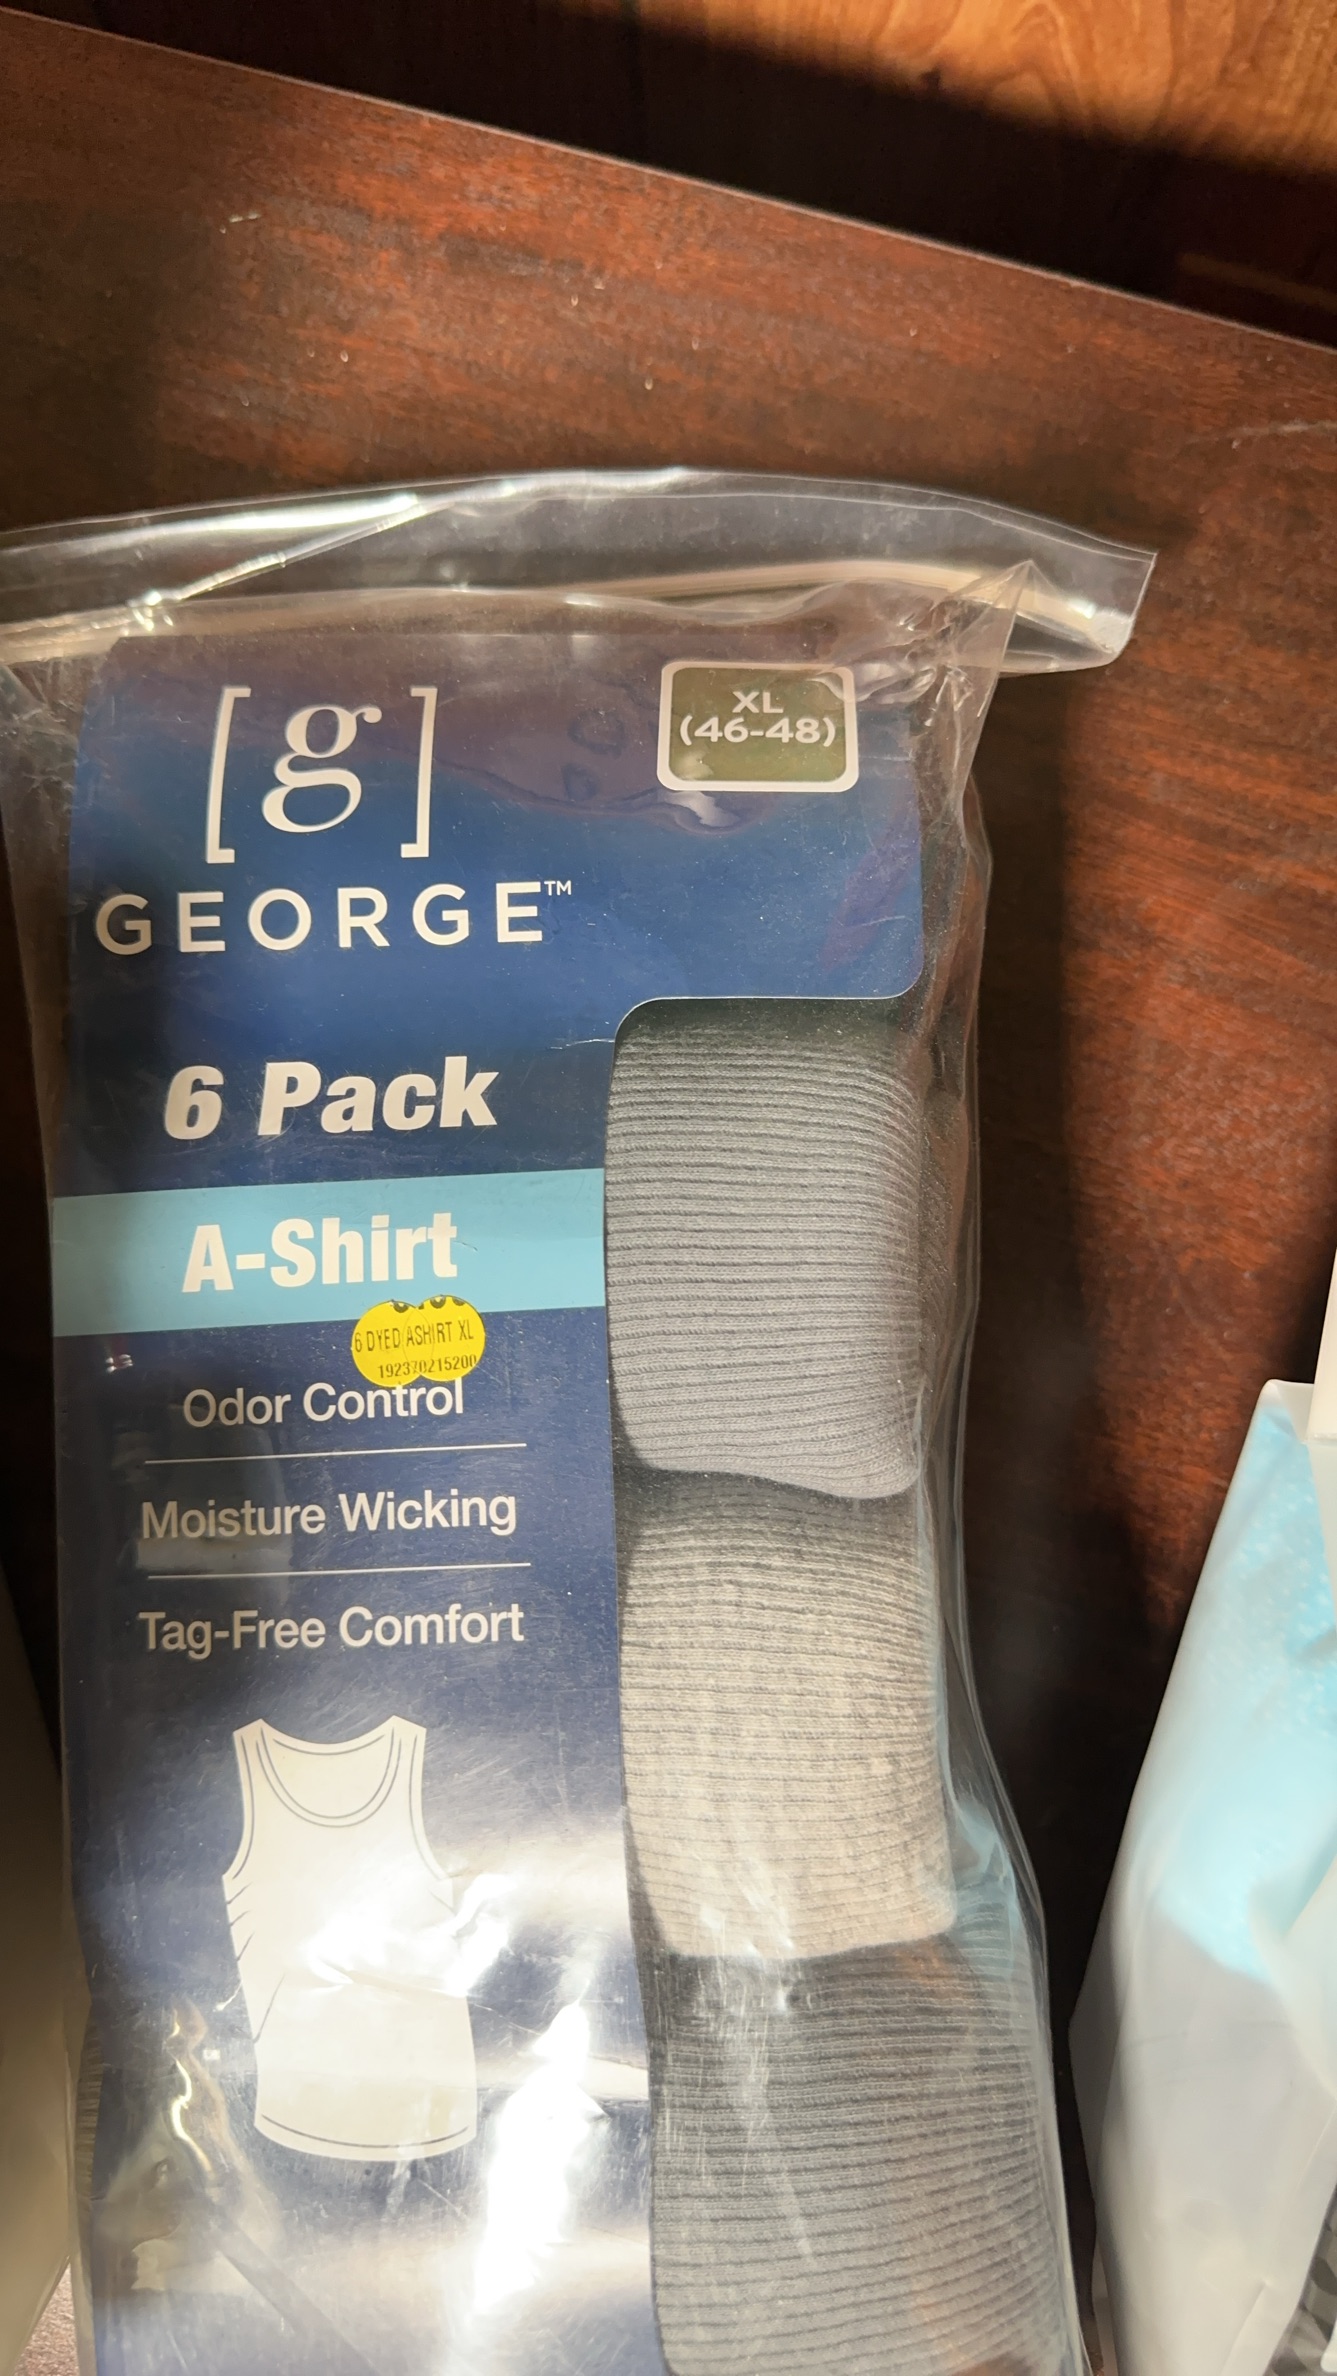 XL
(46-48)
[g]
GEORGE™
6 Pack
A-Shirt
6 DYED ASHIRT XL
192370215200
Odor Control
Moisture Wicking
Tag-Free Comfort